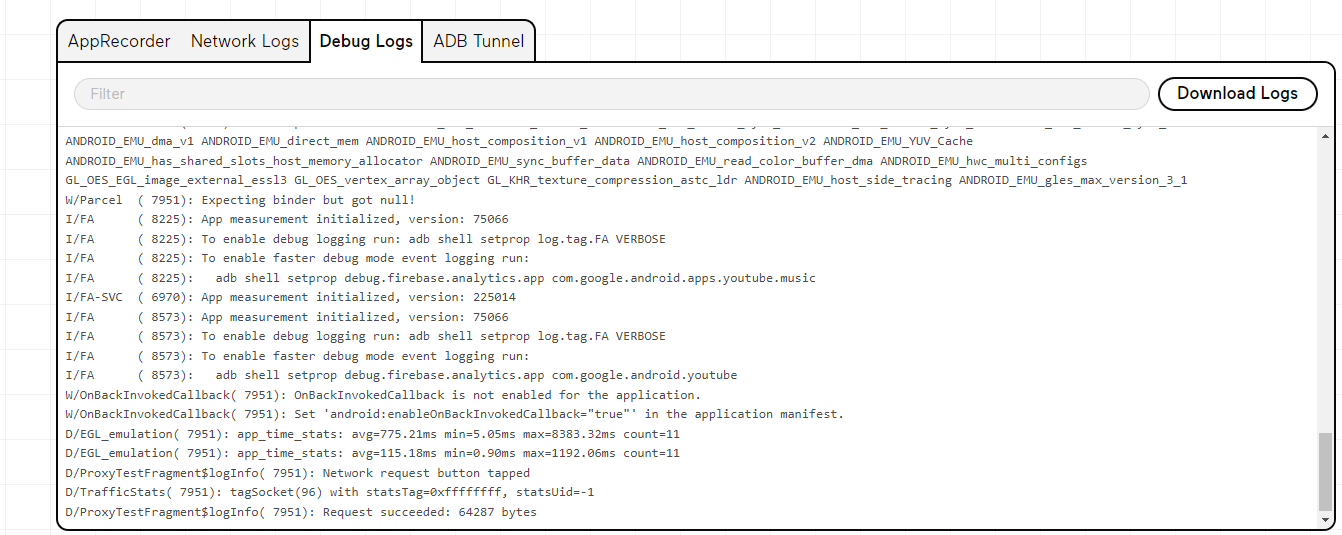 AppRecorder Network Logs Debug Logs ADB Tunnel
Filter Download Logs
ANDROID_EMU_dma_v1 ANDROID_EMU_direct_mem ANDROID_EMU_host_composition_v1 ANDROID_EMU_host_composition_v2 ANDROID_EMU_YUV_Cache
ANDROID_EMU_has_shared_slots_host_memory_allocator ANDROID_EMU_sync_buffer_data ANDROID_EMU_read_color_buffer_dma ANDROID_EMU_hwc_multi_configs
GL_OES_EGL_image_external_essl3 GL_OES_vertex_array_object GL_KHR_texture_compression_astc_ldr ANDROID_EMU_host_side_tracing ANDROID_EMU_gles_max_version_3_1
W/Parcel  ( 7951): Expecting binder but got null!
I/FA      ( 8225): App measurement initialized, version: 75066
I/FA      ( 8225): To enable debug logging run: adb shell setprop log.tag.FA VERBOSE
I/FA      ( 8225): To enable faster debug mode event logging run:
I/FA      ( 8225):   adb shell setprop debug.firebase.analytics.app com.google.android.apps.youtube.music
I/FA-SVC  ( 6970): App measurement initialized, version: 225014
I/FA      ( 8573): App measurement initialized, version: 75066
I/FA      ( 8573): To enable debug logging run: adb shell setprop log.tag.FA VERBOSE
I/FA      ( 8573): To enable faster debug mode event logging run:
I/FA      ( 8573):   adb shell setprop debug.firebase.analytics.app com.google.android.youtube
W/OnBackInvokedCallback( 7951): OnBackInvokedCallback is not enabled for the application.
W/OnBackInvokedCallback( 7951): Set 'android:enableOnBackInvokedCallback="true"' in the application manifest.
D/EGL_emulation( 7951): app_time_stats: avg=775.21ms min=5.05ms max=8383.32ms count=11
D/EGL_emulation( 7951): app_time_stats: avg=115.18ms min=0.90ms max=1192.06ms count=11
D/ProxyTestFragment$logInfo( 7951): Network request button tapped
D/TrafficStats( 7951): tagSocket(96) with statsTag=0xffffffff, statsUid=-1
D/ProxyTestFragment$logInfo( 7951): Request succeeded: 64287 bytes